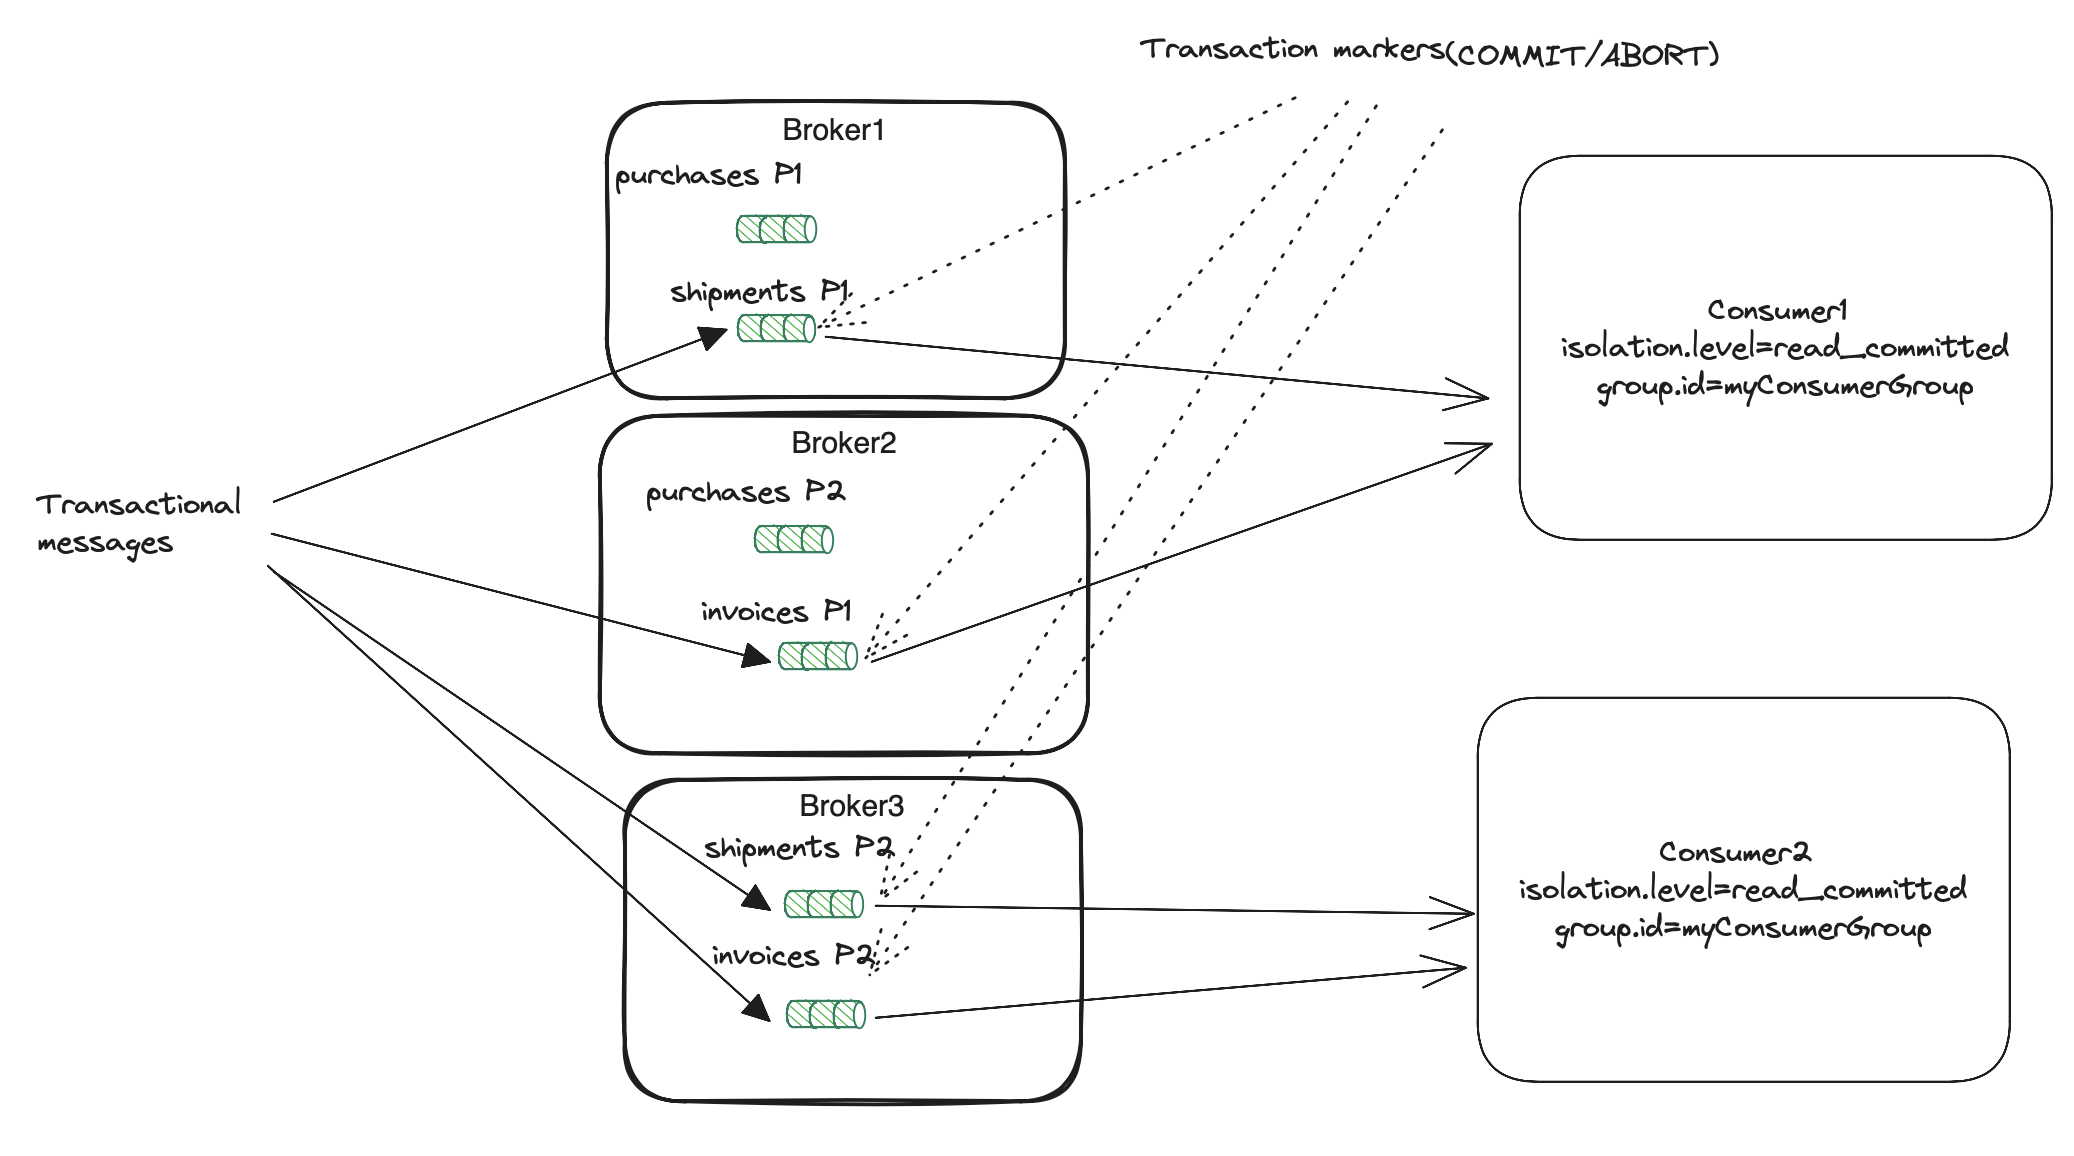 Transaction markers(COMMIT/ABORT)
Broker1
purchases P1
shipments P1
Broker2
purchases P2
invoices P1
Broker3
shipments P2
invoices P2
Transactional
messages
Consumer1
isolation.level=read_committed
group.id=myConsumerGroup
Consumer2
isolation.level=read_committed
group.id=myConsumerGroup